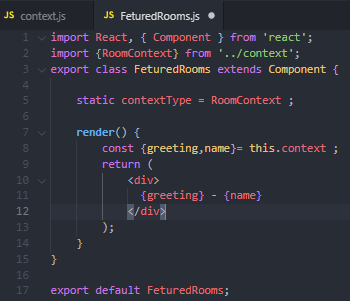 JS context.js JS FeturedRooms.js
1 import React, { Component } from 'react';
2 import {RoomContext} from '../context';
3 export class FeturedRooms extends Component {
4
5 static contextType = RoomContext ;
6
7 render() {
8 const {greeting,name}= this.context ;
9 return (
10 <div>
11 {greeting} - {name}
12 </div>
13 );
14 }
15 }
16
17 export default FeturedRooms;